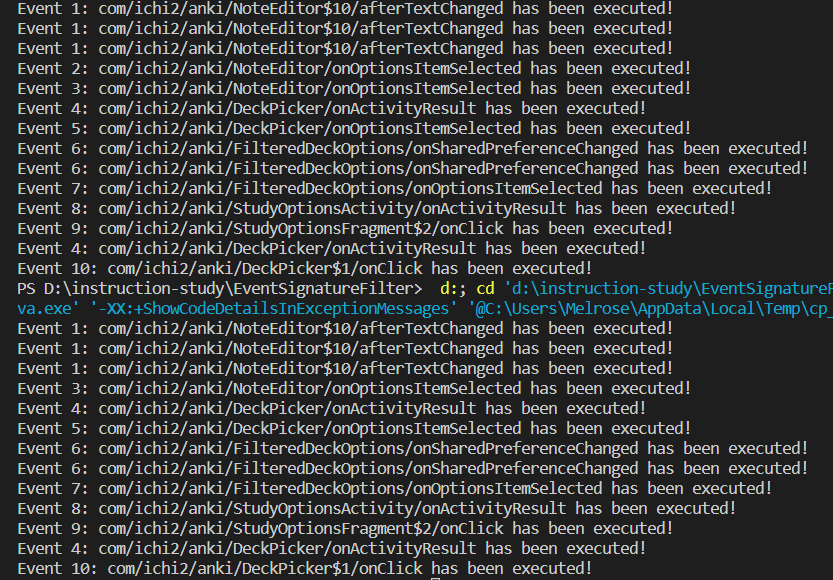 Event 1: com/ichi2/anki/NoteEditor$10/afterTextChanged has been executed!
Event 1: com/ichi2/anki/NoteEditor$10/afterTextChanged has been executed!
Event 1: com/ichi2/anki/NoteEditor$10/afterTextChanged has been executed!
Event 2: com/ichi2/anki/NoteEditor/onOptionsItemSelected has been executed!
Event 3: com/ichi2/anki/NoteEditor/onOptionsItemSelected has been executed!
Event 4: com/ichi2/anki/DeckPicker/onActivityResult has been executed!
Event 5: com/ichi2/anki/DeckPicker/onOptionsItemSelected has been executed!
Event 6: com/ichi2/anki/FilteredDeckOptions/onSharedPreferenceChanged has been executed!
Event 6: com/ichi2/anki/FilteredDeckOptions/onSharedPreferenceChanged has been executed!
Event 7: com/ichi2/anki/FilteredDeckOptions/onOptionsItemSelected has been executed!
Event 8: com/ichi2/anki/StudyOptionsActivity/onActivityResult has been executed!
Event 9: com/ichi2/anki/StudyOptionsFragment$2/onClick has been executed!
Event 4: com/ichi2/anki/DeckPicker/onActivityResult has been executed!
Event 10: com/ichi2/anki/DeckPicker$1/onClick has been executed!
PS D:\instruction-study\EventSignatureFilter>  d:; cd 'd:\instruction-study\EventSignatureF
va.exe' '-XX:+ShowCodeDetailsInExceptionMessages' '@C:\Users\Melrose\AppData\Local\Temp\cp_
Event 1: com/ichi2/anki/NoteEditor$10/afterTextChanged has been executed!
Event 1: com/ichi2/anki/NoteEditor$10/afterTextChanged has been executed!
Event 1: com/ichi2/anki/NoteEditor$10/afterTextChanged has been executed!
Event 3: com/ichi2/anki/NoteEditor/onOptionsItemSelected has been executed!
Event 4: com/ichi2/anki/DeckPicker/onActivityResult has been executed!
Event 5: com/ichi2/anki/DeckPicker/onOptionsItemSelected has been executed!
Event 6: com/ichi2/anki/FilteredDeckOptions/onSharedPreferenceChanged has been executed!
Event 6: com/ichi2/anki/FilteredDeckOptions/onSharedPreferenceChanged has been executed!
Event 7: com/ichi2/anki/FilteredDeckOptions/onOptionsItemSelected has been executed!
Event 8: com/ichi2/anki/StudyOptionsActivity/onActivityResult has been executed!
Event 9: com/ichi2/anki/StudyOptionsFragment$2/onClick has been executed!
Event 4: com/ichi2/anki/DeckPicker/onActivityResult has been executed!
Event 10: com/ichi2/anki/DeckPicker$1/onClick has been executed!